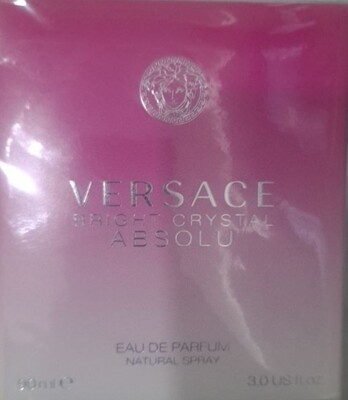 VERSACE
BRIGHT CRYSTAL
ABSOLU
EAU DE PARFUM
NATURAL SPRAY
90 ml ℮ 3.0 US fl.oz.